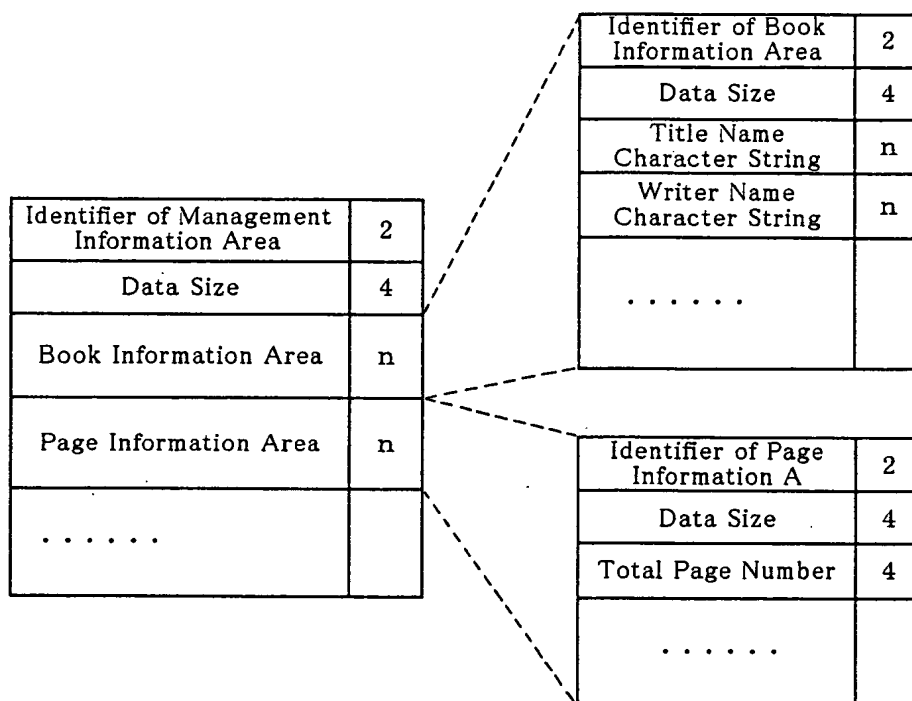 Identifier of Management
Information Area
2
Data Size
4
Book Information Area
n
Page Information Area
n
. . . . . .
Identifier of Book
Information Area
2
Data Size
4
Title Name
Character String
n
Writer Name
Character String
n
. . . . . .
Identifier of Page
Information A
2
Data Size
4
Total Page Number
4
. . . . . .